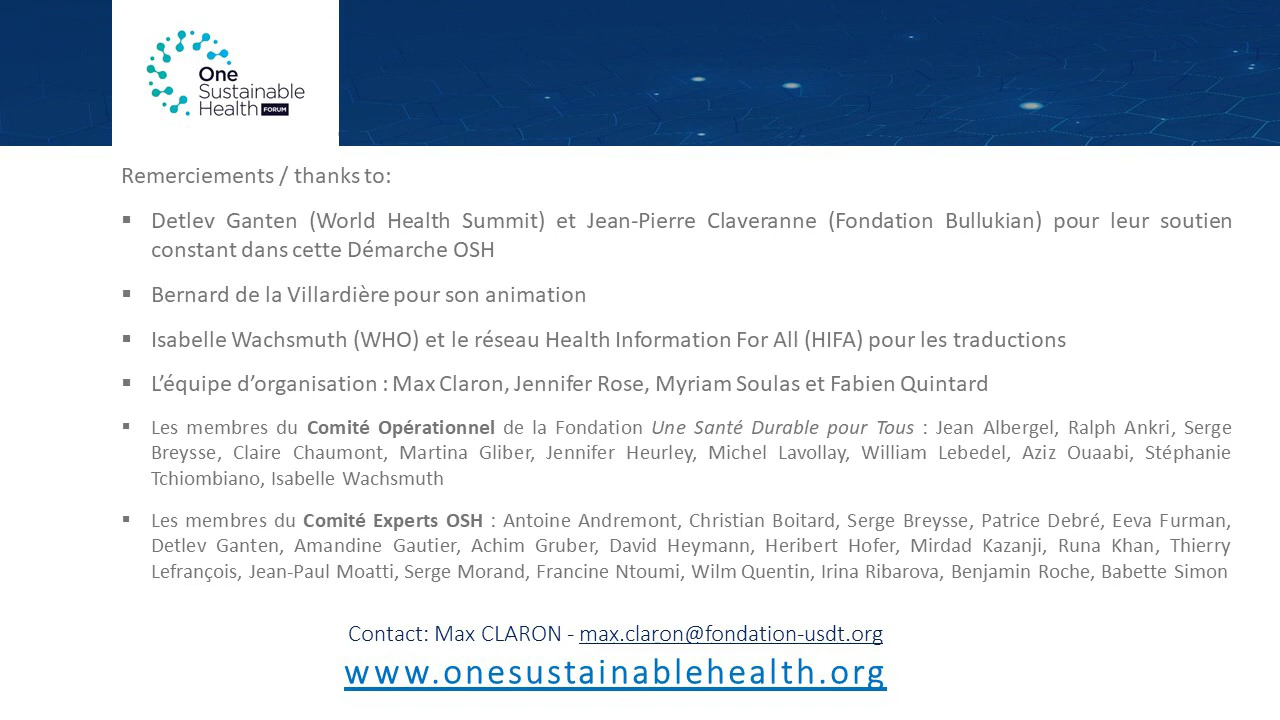 One
Sustainable
Health FORUM
Remerciements / thanks to:
▪ Detlev Ganten (World Health Summit) et Jean-Pierre Claveranne (Fondation Bullukian) pour leur soutien
constant dans cette Démarche OSH
▪ Bernard de la Villardière pour son animation
▪ Isabelle Wachsmuth (WHO) et le réseau Health Information For All (HIFA) pour les traductions
▪ L’équipe d’organisation : Max Claron, Jennifer Rose, Myriam Soulas et Fabien Quintard
▪ Les membres du Comité Opérationnel de la Fondation Une Santé Durable pour Tous : Jean Albergel, Ralph Ankri, Serge
Breysse, Claire Chaumont, Martina Gliber, Jennifer Heurley, Michel Lavollay, William Lebedel, Aziz Ouaabi, Stéphanie
Tchiombiano, Isabelle Wachsmuth
▪ Les membres du Comité Experts OSH : Antoine Andremont, Christian Boitard, Serge Breysse, Patrice Debré, Eeva Furman,
Detlev Ganten, Amandine Gautier, Achim Gruber, David Heymann, Heribert Hofer, Mirdad Kazanji, Runa Khan, Thierry
Lefrançois, Jean-Paul Moatti, Serge Morand, Francine Ntoumi, Wilm Quentin, Irina Ribarova, Benjamin Roche, Babette Simon
Contact: Max CLARON - max.claron@fondation-usdt.org
www.onesustainablehealth.org